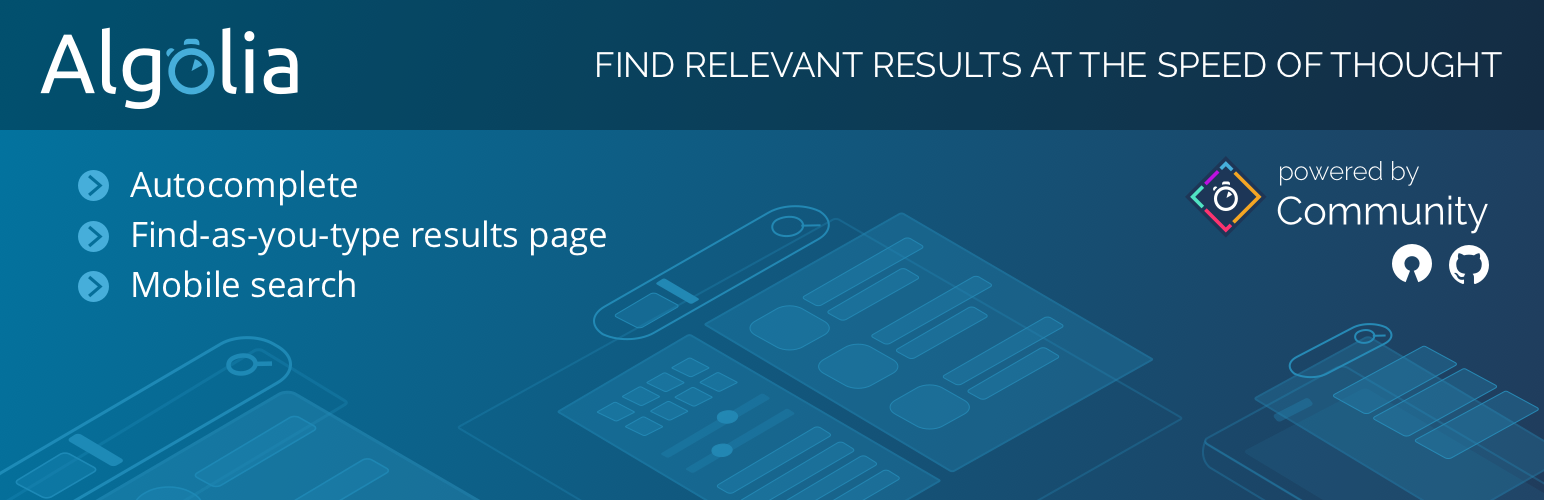 Algolia
FIND RELEVANT RESULTS AT THE SPEED OF THOUGHT
Autocomplete
Find-as-you-type results page
Mobile search
powered by
Community